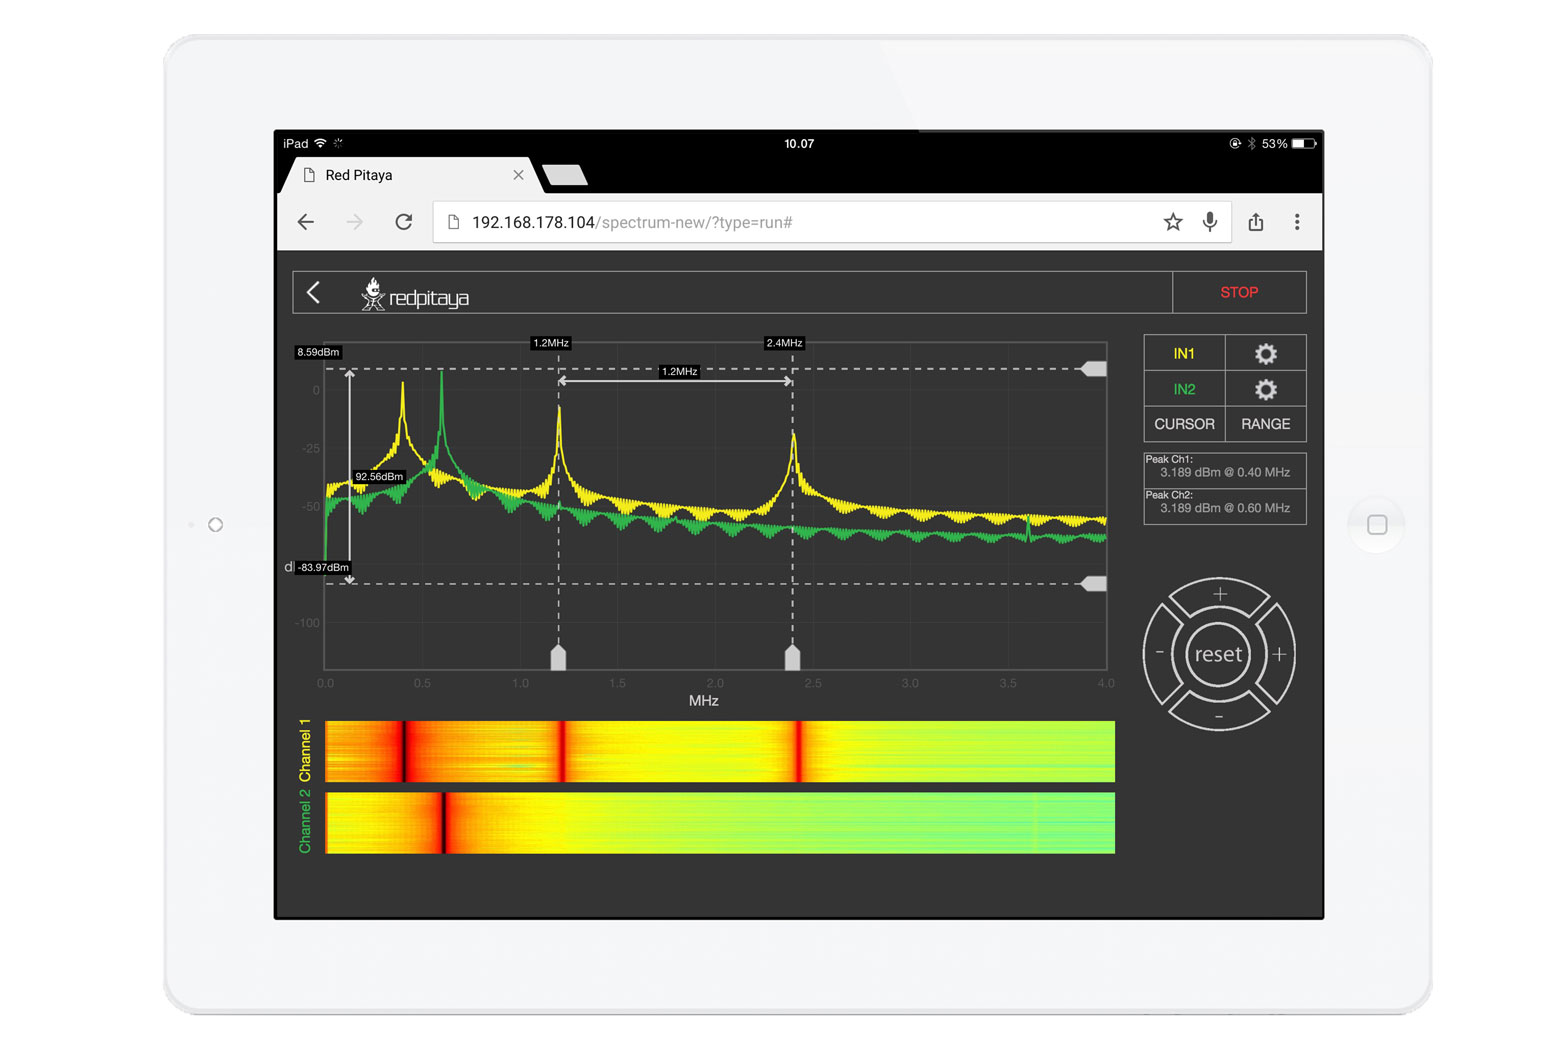 iPad 10.07 53%
Red Pitaya
192.168.178.104/spectrum-new/?type=run#
redpitaya STOP
8.59dBm 1.2MHz 2.4MHz
1.2MHz
0
-25
92.56dBm
-50
d -83.97dBm
-100
0.0 0.5 1.0 1.5 2.0 2.5 3.0 3.5 4.0
MHz
IN1
IN2
CURSOR RANGE
Peak Ch1:
3.189 dBm @ 0.40 MHz
Peak Ch2:
3.189 dBm @ 0.60 MHz
+
- reset +
-
Channel 1
Channel 2